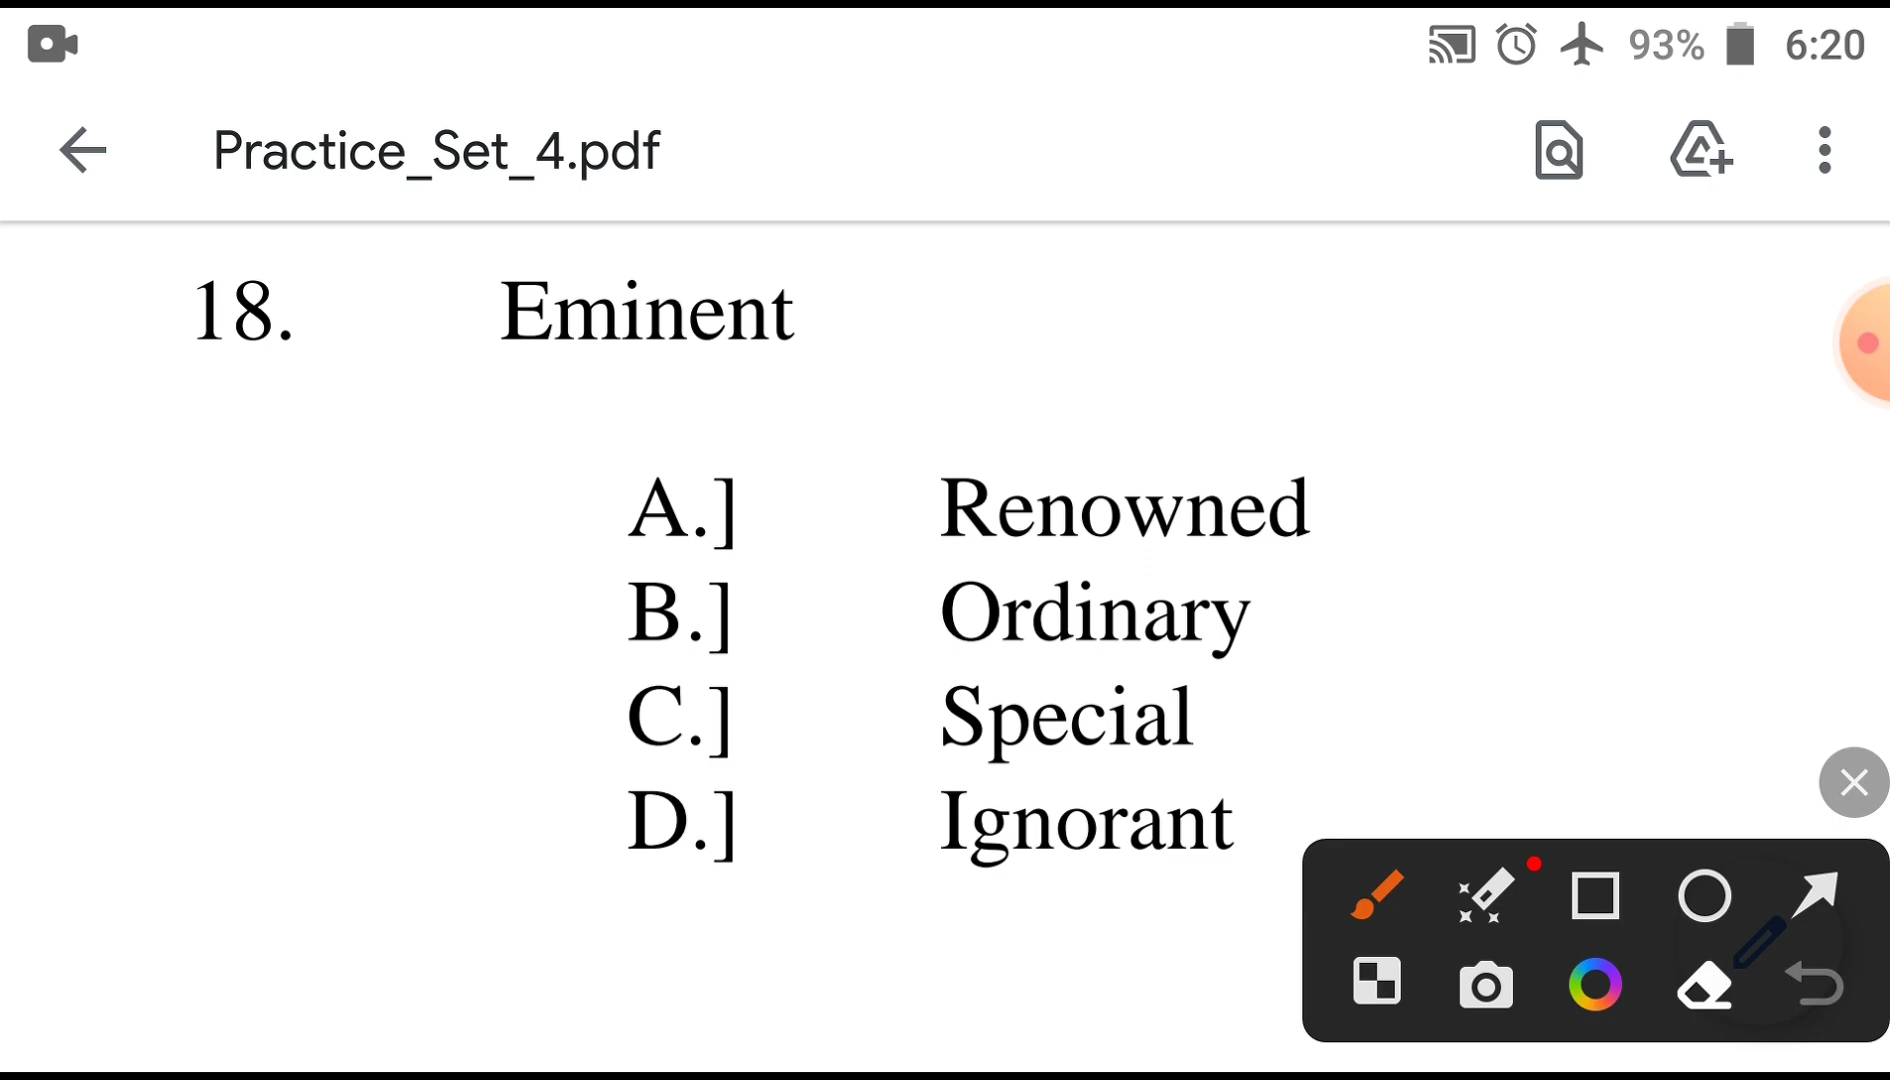 93% 6:20
Practice_Set_4.pdf
18. Eminent
A.] Renowned
B.] Ordinary
C.] Special
D.] Ignorant